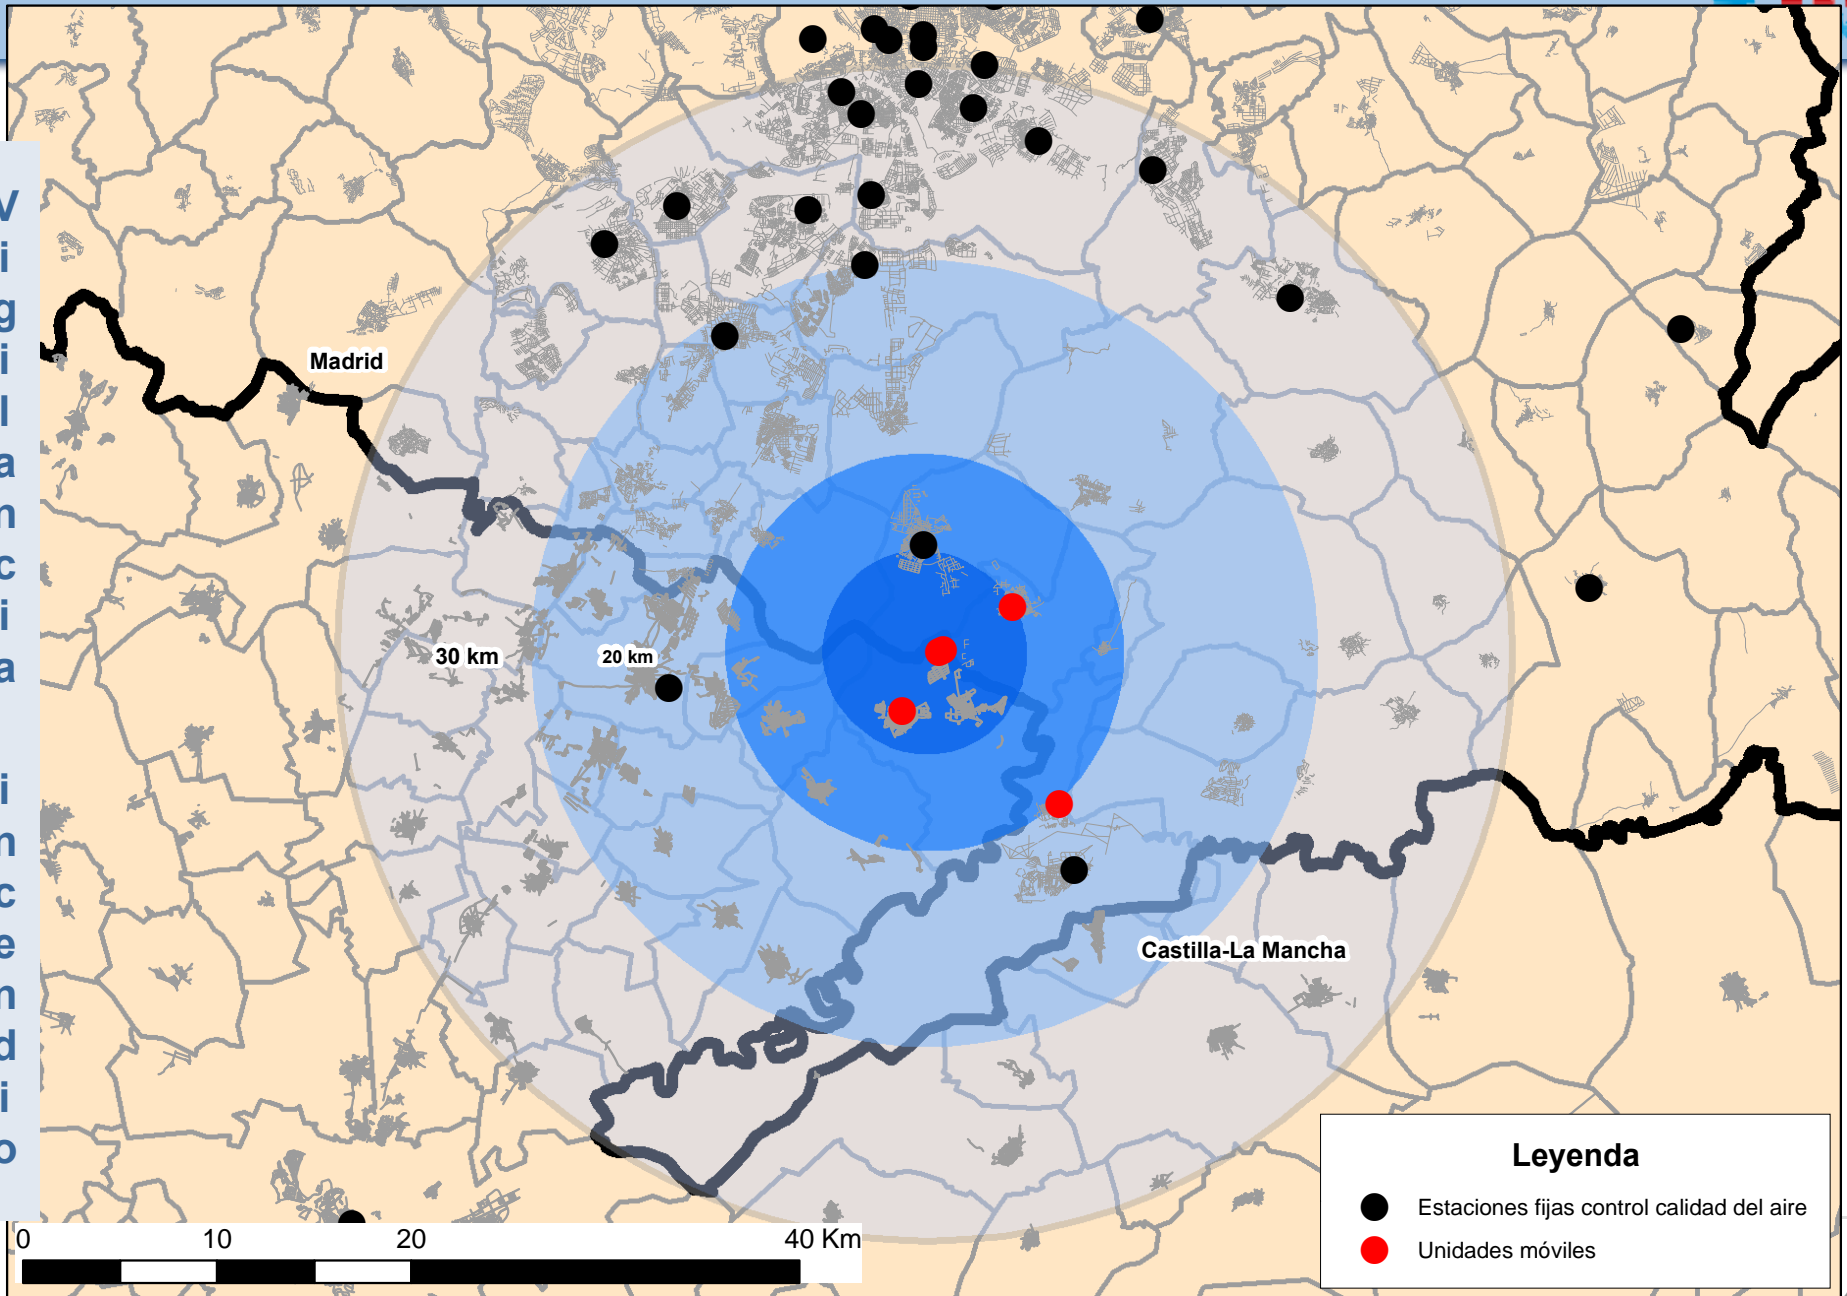 Vigilancia incendio
Madrid
30 km
20 km
Castilla-La Mancha
Leyenda
Estaciones fijas control calidad del aire
Unidades móviles
0 10 20 40 Km